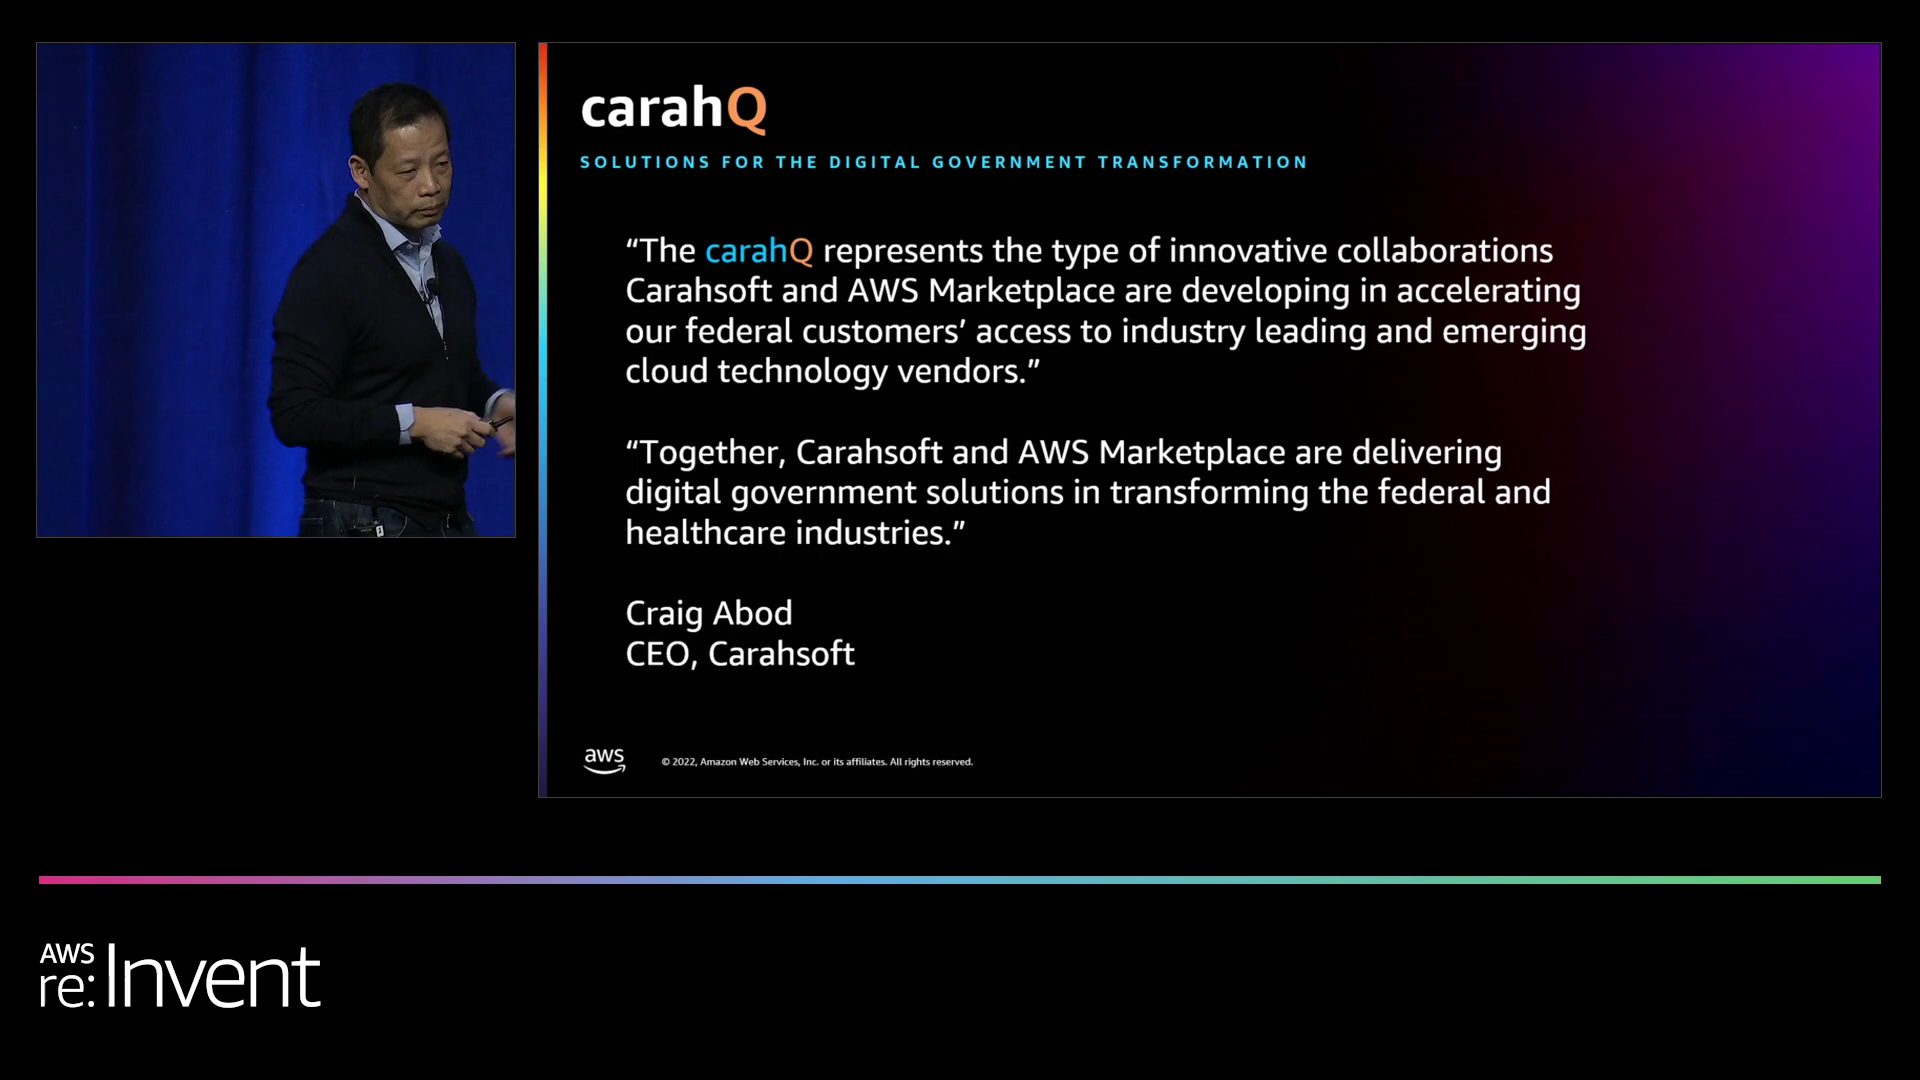 carahQ
SOLUTIONS FOR THE DIGITAL GOVERNMENT TRANSFORMATION
“The carahQ represents the type of innovative collaborations
Carahsoft and AWS Marketplace are developing in accelerating
our federal customers’ access to industry leading and emerging
cloud technology vendors.”
“Together, Carahsoft and AWS Marketplace are delivering
digital government solutions in transforming the federal and
healthcare industries.”
Craig Abod
CEO, Carahsoft
aws
© 2022, Amazon Web Services, Inc. or its affiliates. All rights reserved.
AWS
re:Invent